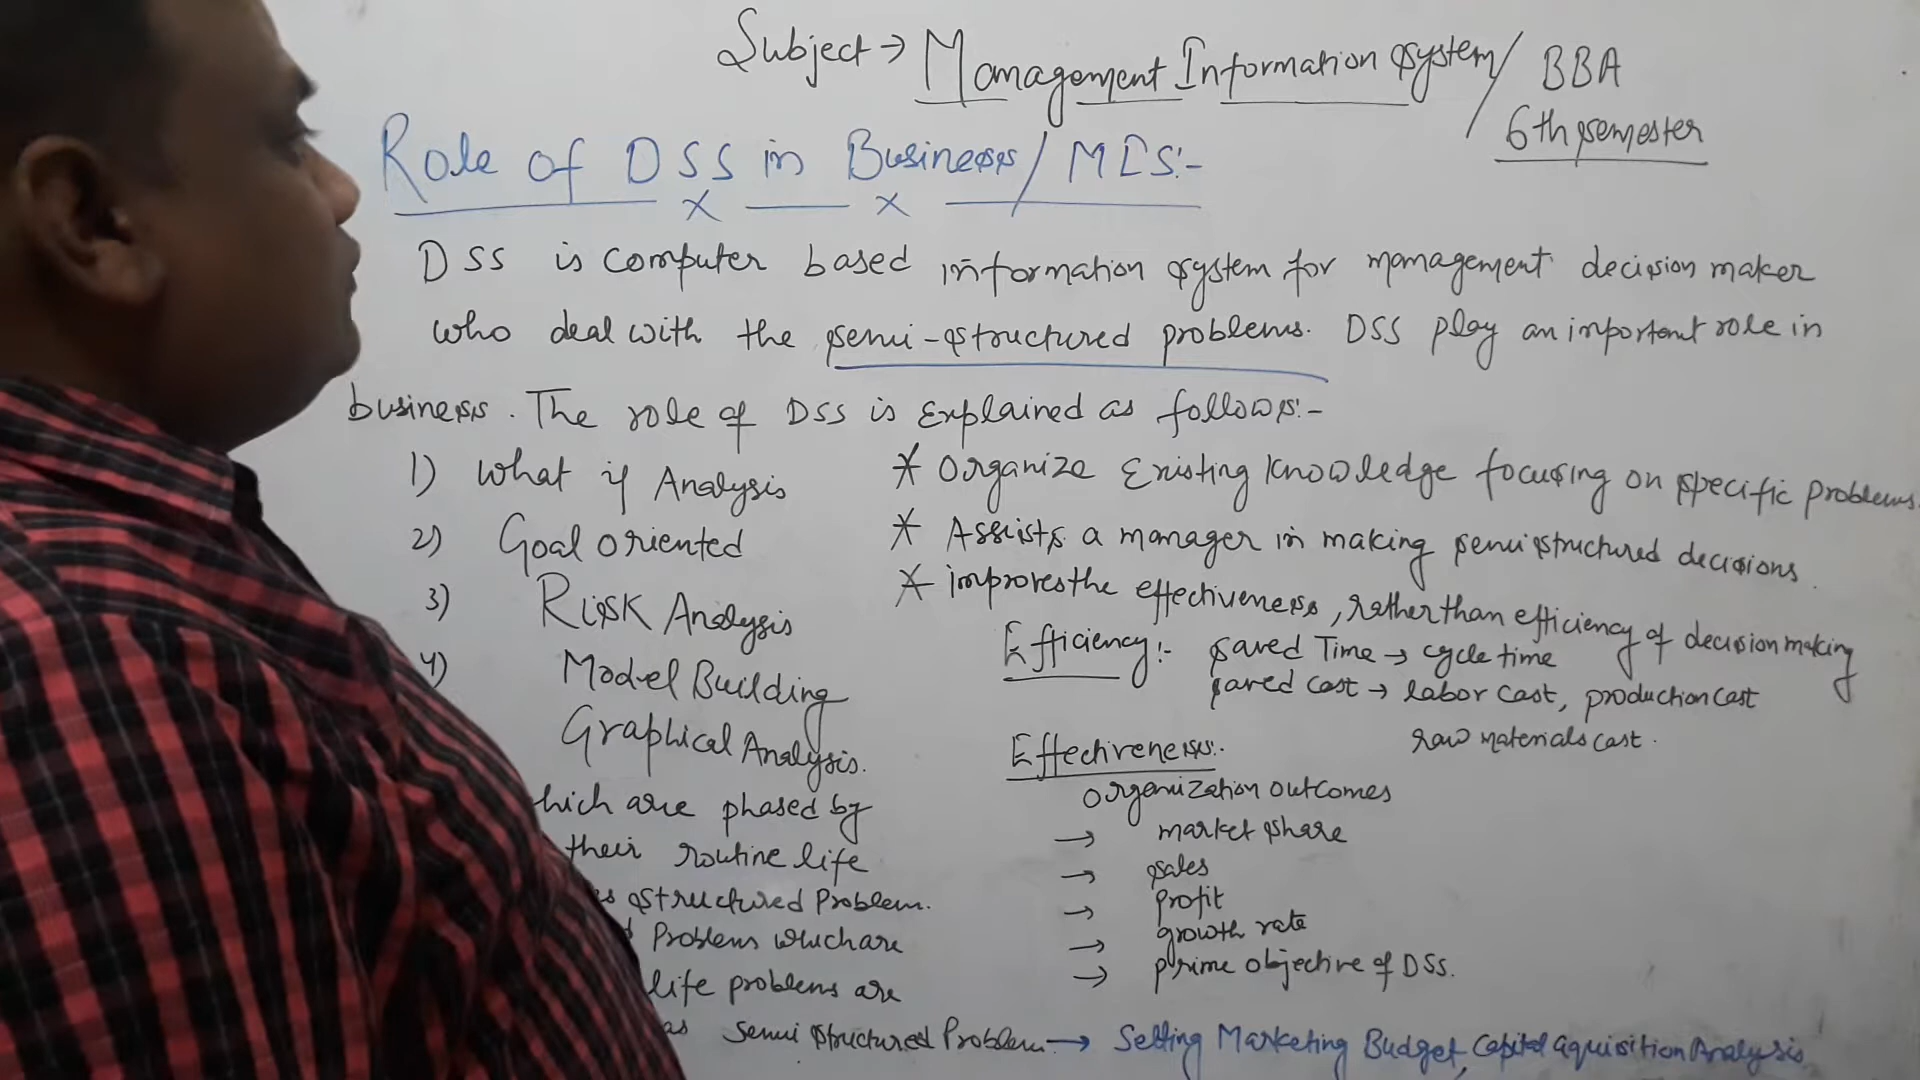 Subject → Management Information System / BBA
6th semester
Role of DSS in Business / MIS:-
DSS is computer based information system for management decision maker
who deal with the semi-structured problems. DSS play an important role in
business. The role of DSS is Explained as follows:-
1) What if Analysis
2) Goal oriented
3) Risk Analysis
4) Model Building
Graphical Analysis.
hich are phased by
their routine life
structured Problem.
Problem which are
life problems are
as Semi structured Problem → Setting Marketing Budget, Capital Aquisition Analysis
* Organize Existing Knowledge focusing on specific problems.
* Assists a manager in making semi structured decisions.
* improves the effectiveness, rather than efficiency of decision making
Efficiency:- saved Time → cycle time
saved cost → labor cost, production cost
raw materials cost.
Effectiveness:-
organization outcomes
→ market share
→ sales
→ profit
→ growth rate
→ prime objective of DSS.